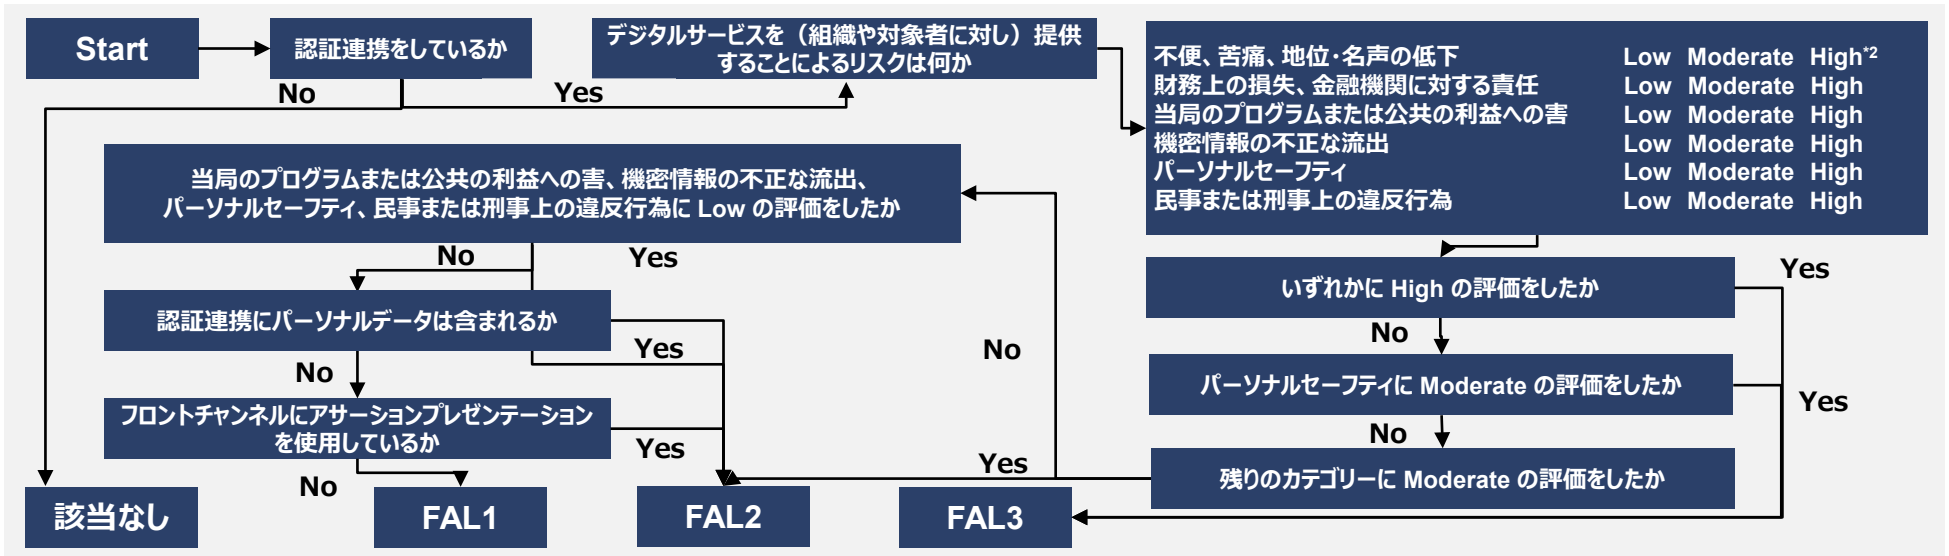 Start
認証連携をしているか
デジタルサービスを（組織や対象者に対し）提供
することによるリスクは何か
No
Yes
不便、苦痛、地位・名声の低下 Low Moderate High*2
財務上の損失、金融機関に対する責任 Low Moderate High
当局のプログラムまたは公共の利益への害 Low Moderate High
機密情報の不正な流出 Low Moderate High
パーソナルセーフティ Low Moderate High
民事または刑事上の違反行為 Low Moderate High
当局のプログラムまたは公共の利益への害、機密情報の不正な流出、
パーソナルセーフティ、民事または刑事上の違反行為に Low の評価をしたか
No
Yes
いずれかに High の評価をしたか
Yes
No
認証連携にパーソナルデータは含まれるか
Yes
No
No
パーソナルセーフティに Moderate の評価をしたか
Yes
No
フロントチャンネルにアサーションプレゼンテーション
を使用しているか
Yes
No
残りのカテゴリーに Moderate の評価をしたか
Yes
該当なし
FAL1
FAL2
FAL3